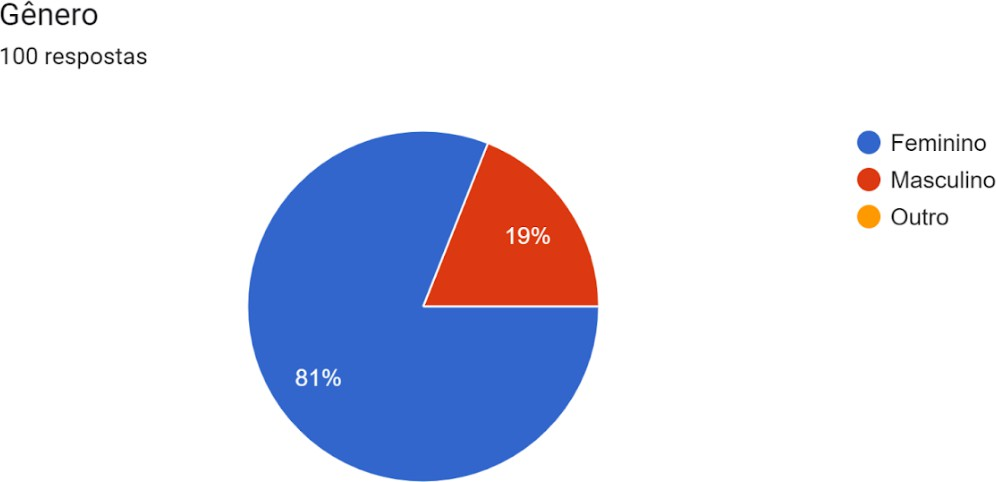 Gênero
100 respostas
Feminino
Masculino
Outro
19%
81%